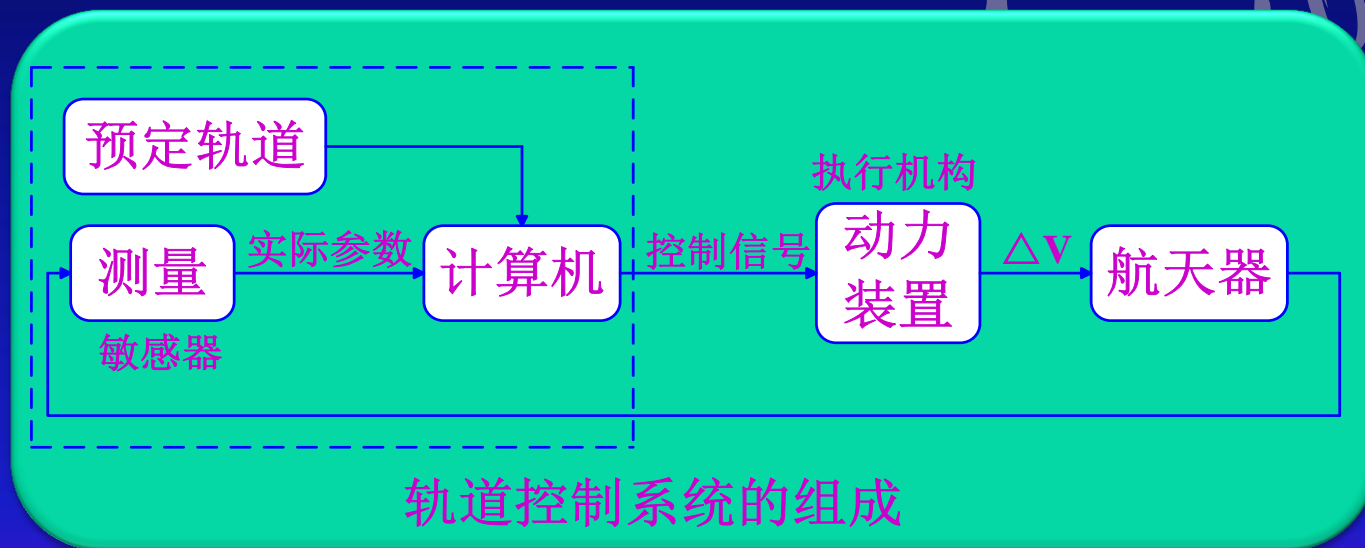 预定轨道
测量
敏感器
实际参数
计算机
控制信号
执行机构
动力
装置
△V
航天器
轨道控制系统的组成